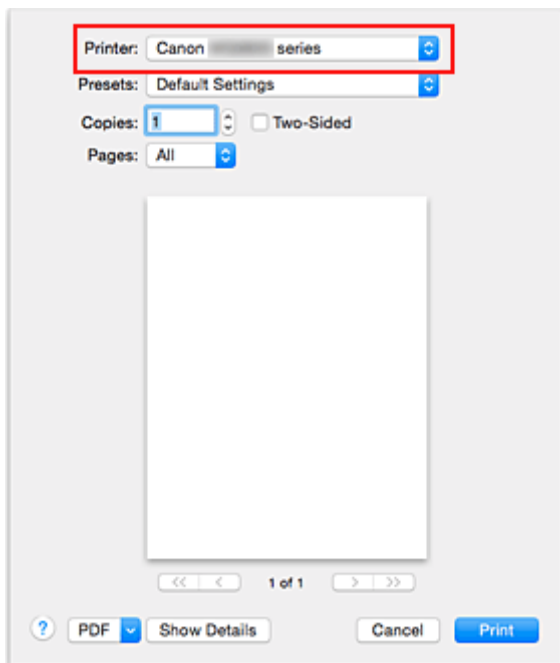 Printer: Canon series
Presets: Default Settings
Copies: 1 Two-Sided
Pages: All
<< < 1 of 1 > >>
? PDF Show Details Cancel Print